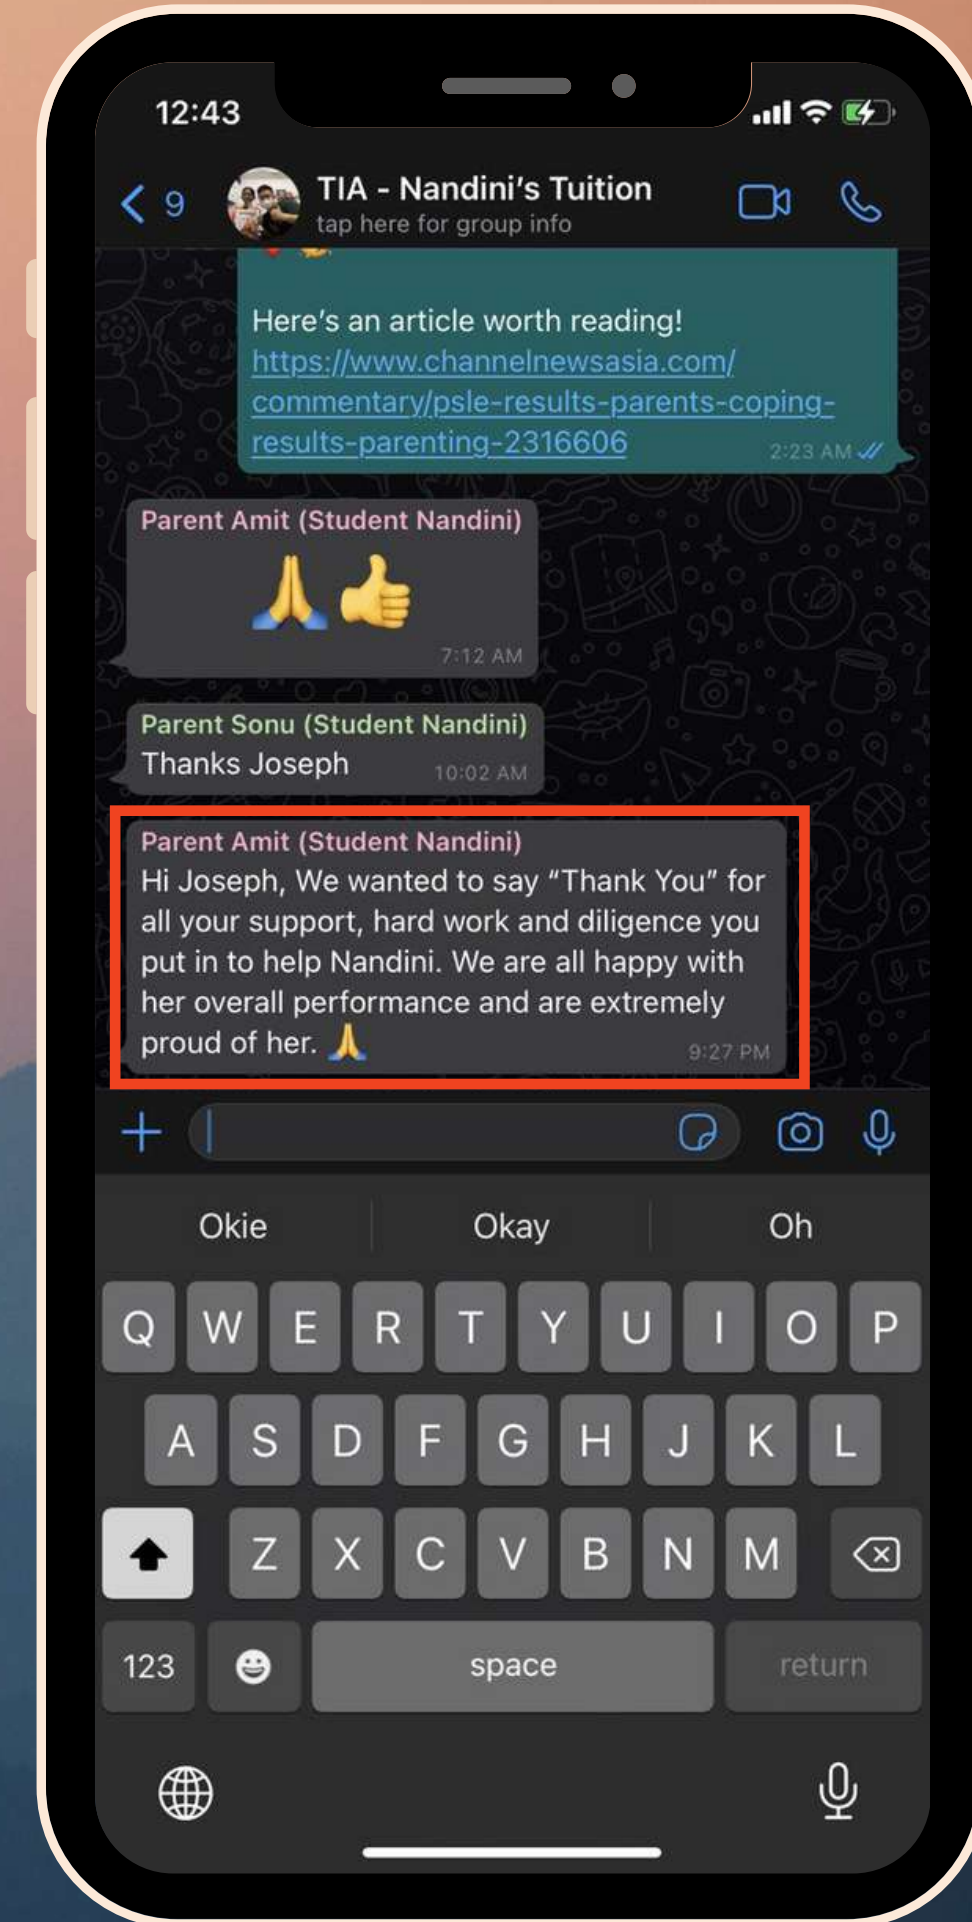 12:43
9
TIA - Nandini's Tuition
tap here for group info
Here's an article worth reading!
https://www.channelnewsasia.com/
commentary/psle-results-parents-coping-
results-parenting-2316606
2:23 AM
Parent Amit (Student Nandini)
🙏👍
7:12 AM
Parent Sonu (Student Nandini)
Thanks Joseph
10:02 AM
Parent Amit (Student Nandini)
Hi Joseph, We wanted to say “Thank You” for
all your support, hard work and diligence you
put in to help Nandini. We are all happy with
her overall performance and are extremely
proud of her. 🙏
9:27 PM
Okie Okay Oh
Q W E R T Y U I O P
A S D F G H J K L
Z X C V B N M
123 space return